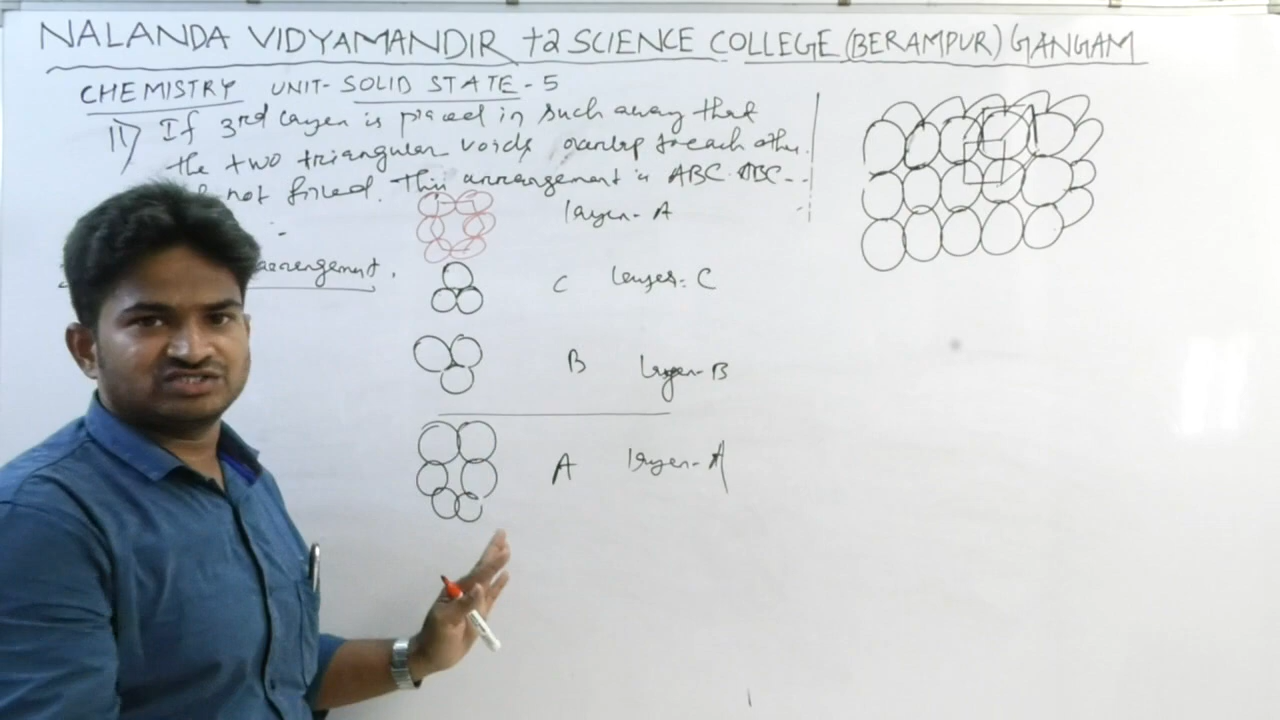 NALANDA VIDYAMANDIR +2 SCIENCE COLLEGE (BERAMPUR) GANGAM
CHEMISTRY UNIT- SOLID STATE - 5
II) If 3rd layer is placed in such away that
the two triangular voids overlap to each other.
not fixed. This arrangement is ABC ABC--
layer- A
arrengement.
C layer: C
B layer- B
A layer- A